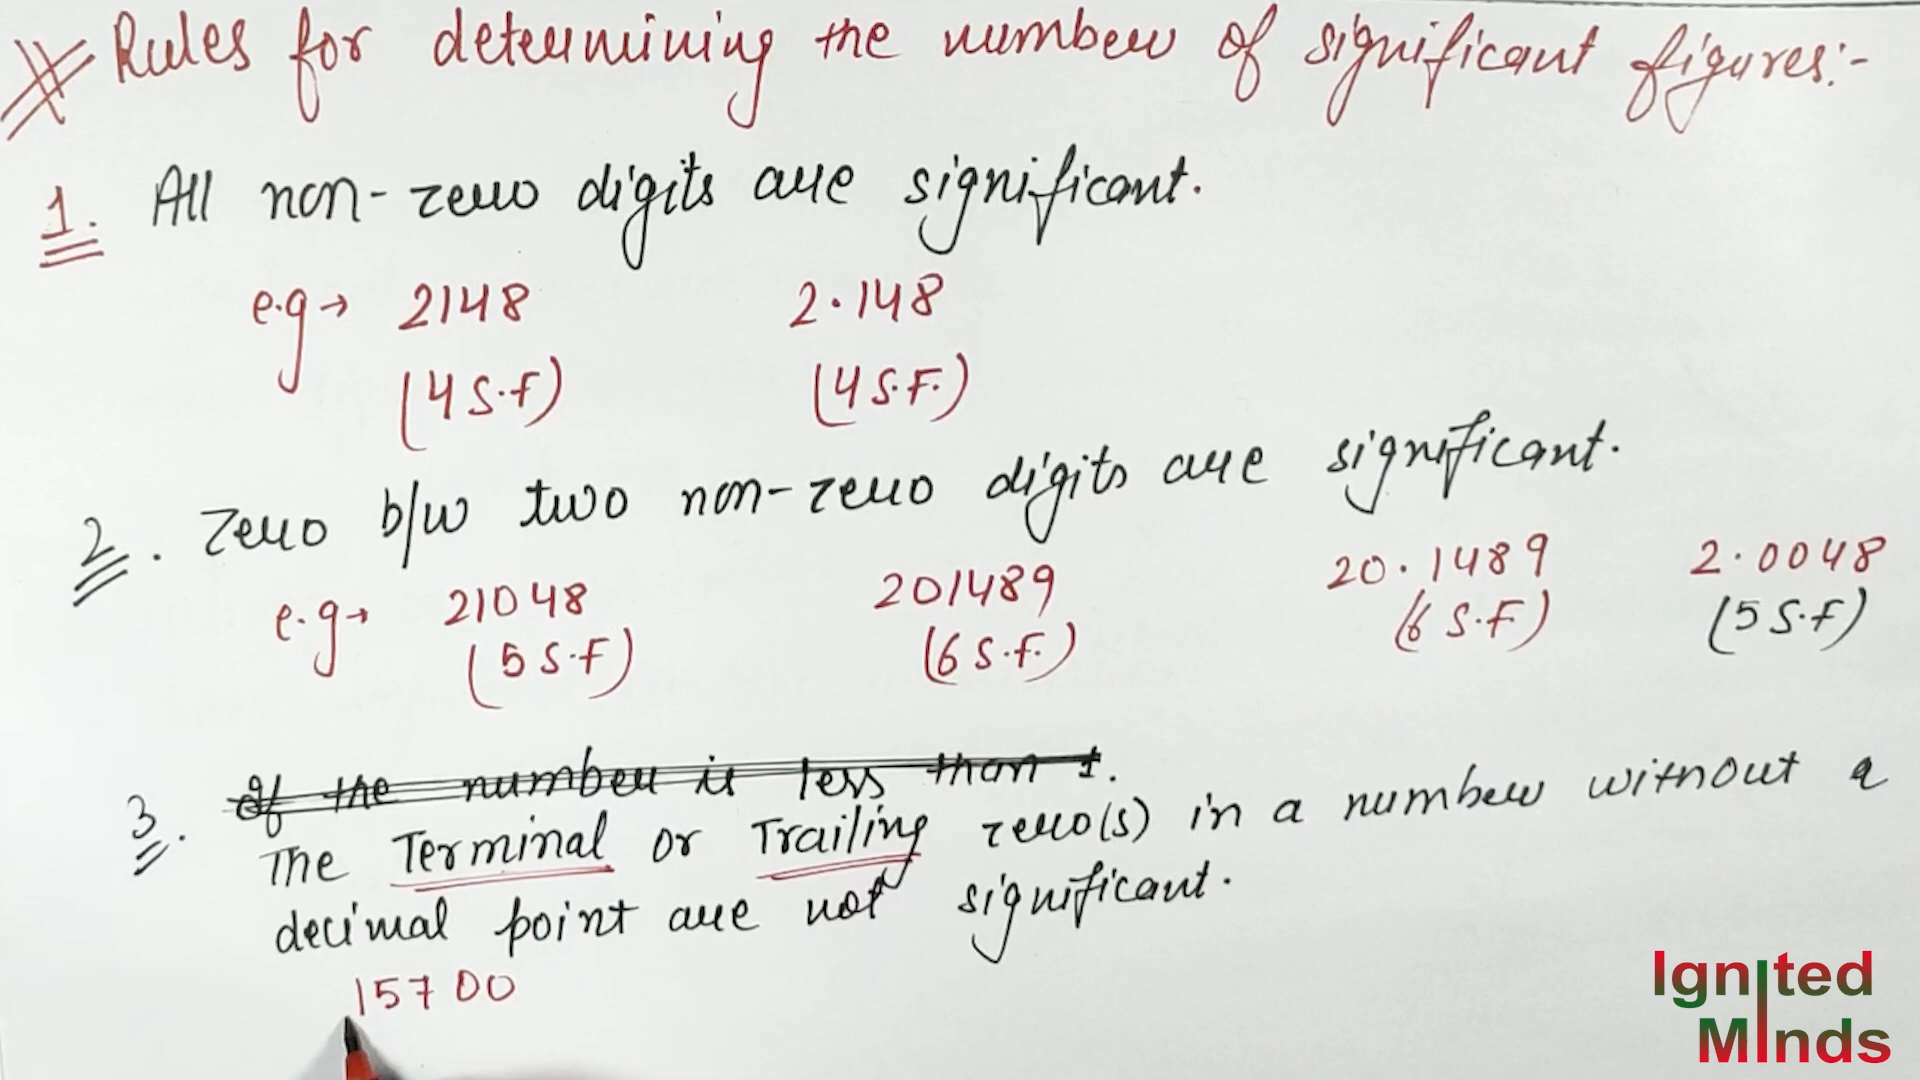 Rules for determining the number of significant figures:-
1. All non-zero digits are significant.
e.g → 2148 2.148
(4 S.F) (4 S.F.)
2. Zero b/w two non-zero digits are significant.
e.g → 21048 201489 20.1489 2.0048
(5 S.F) (6 S.F.) (6 S.F) (5 S.F)
3. If the number is less than 1.
The Terminal or Trailing zero(s) in a number without a
decimal point are not significant.
15700
Ignited
Minds